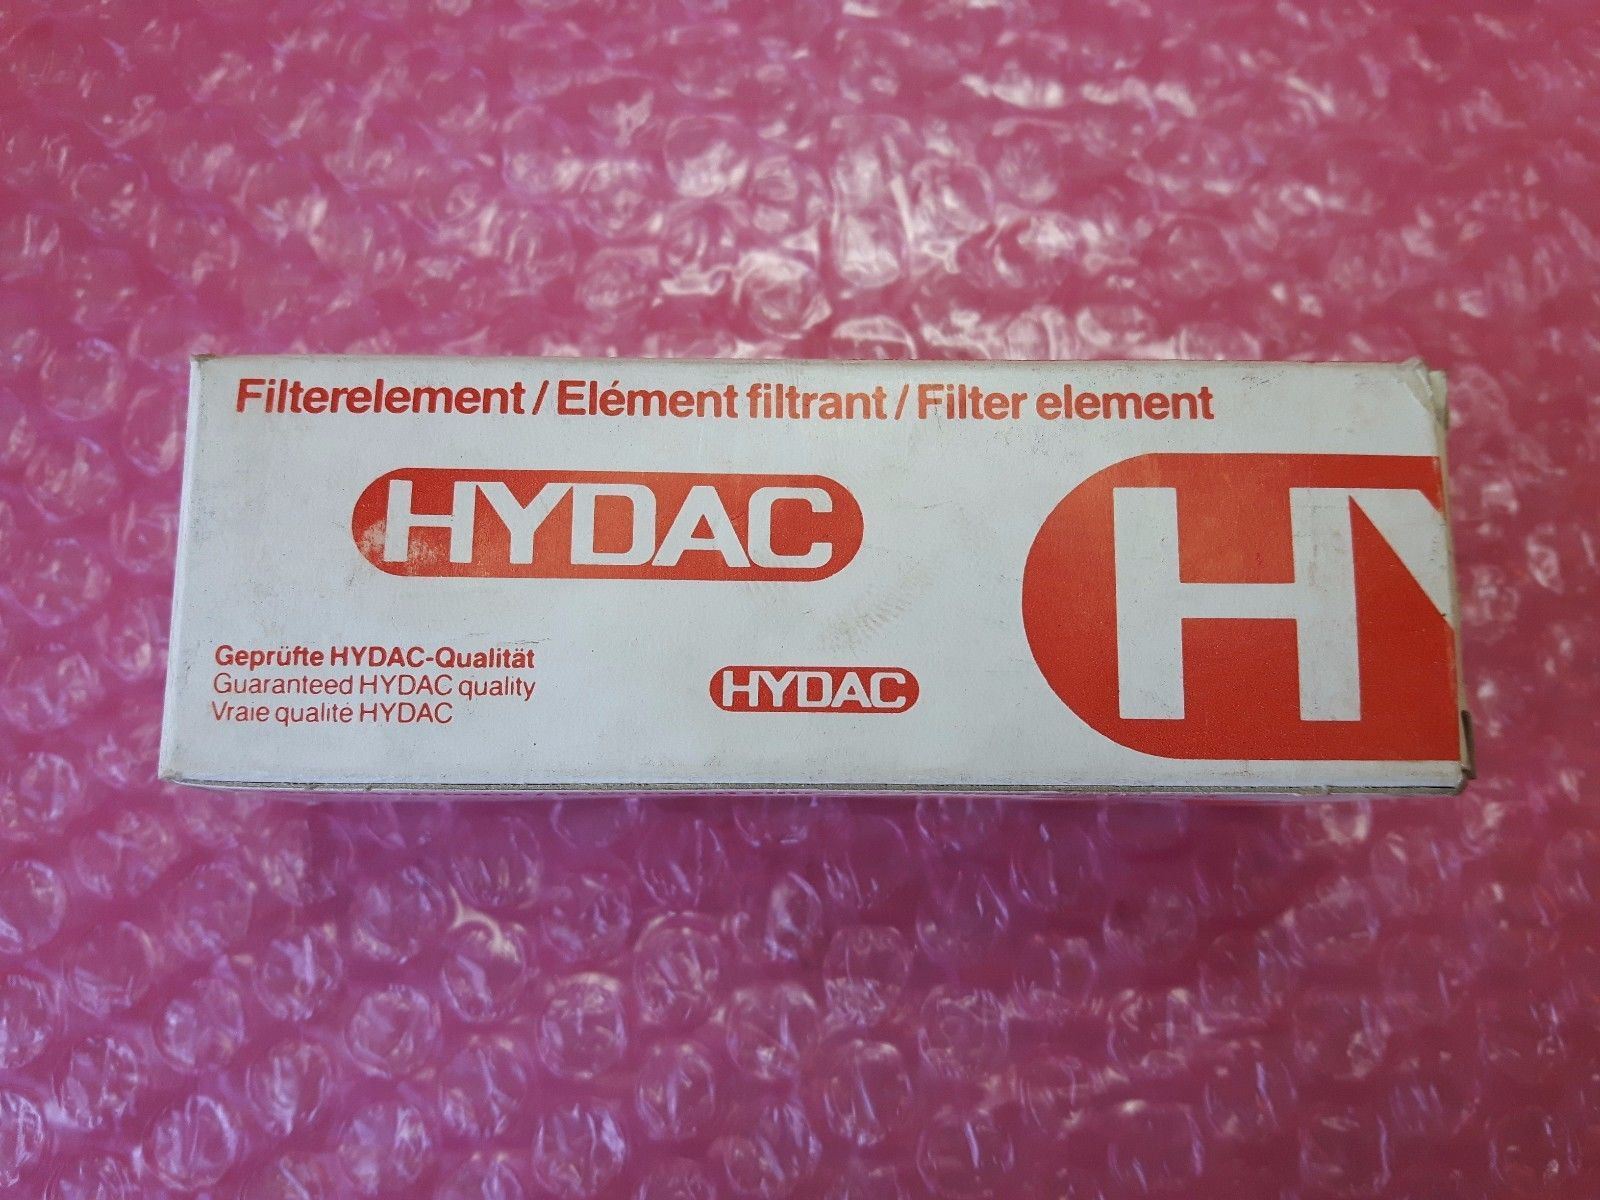 Filterelement / Elément filtrant / Filter element
HYDAC
HY
Geprüfte HYDAC-Qualität
Guaranteed HYDAC quality
Vraie qualité HYDAC
HYDAC